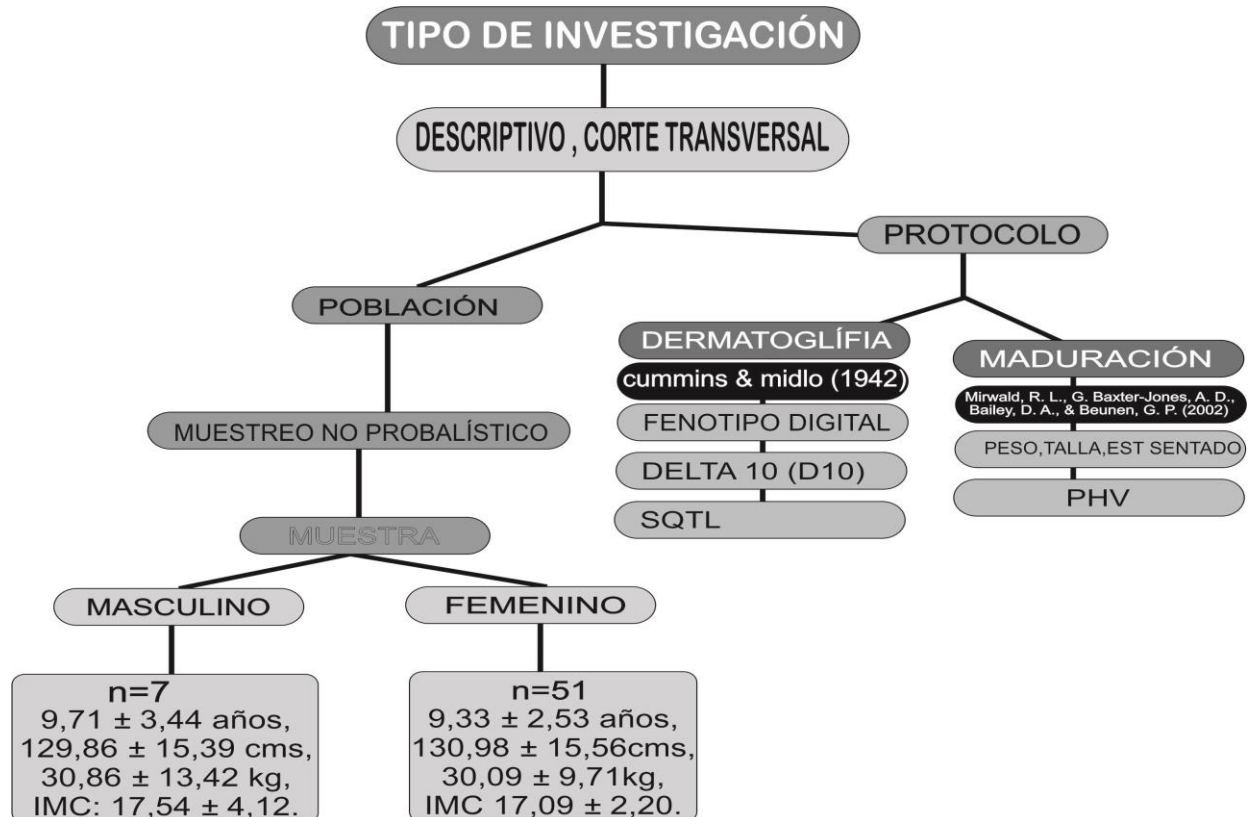 TIPO DE INVESTIGACIÓN
DESCRIPTIVO , CORTE TRANSVERSAL
POBLACIÓN
MUESTREO NO PROBALÍSTICO
MUESTRA
MASCULINO
n=7
9,71 ± 3,44 años,
129,86 ± 15,39 cms,
30,86 ± 13,42 kg,
IMC: 17,54 ± 4,12.
FEMENINO
n=51
9,33 ± 2,53 años,
130,98 ± 15,56cms,
30,09 ± 9,71kg,
IMC 17,09 ± 2,20.
PROTOCOLO
DERMATOGLÍFIA
cummins & midlo (1942)
FENOTIPO DIGITAL
DELTA 10 (D10)
SQTL
MADURACIÓN
Mirwald, R. L., G. Baxter-Jones, A. D.,
Bailey, D. A., & Beunen, G. P. (2002)
PESO,TALLA,EST SENTADO
PHV